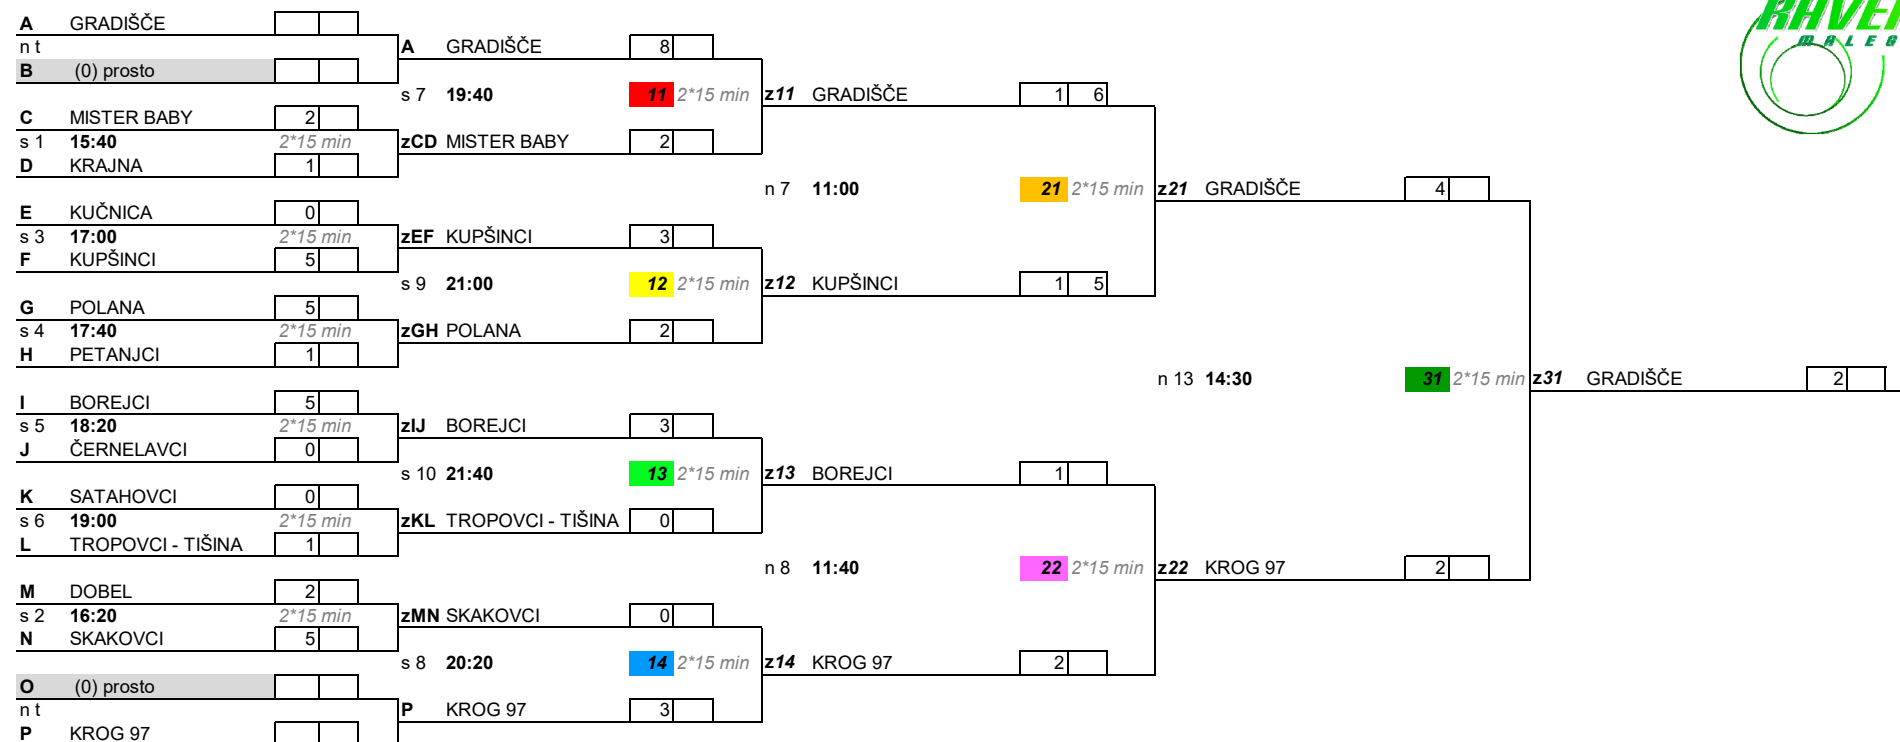 A GRADIŠČE
n t
B (0) prosto
C MISTER BABY 2
s 1 15:40 2*15 min
D KRAJNA 1
E KUČNICA 0
s 3 17:00 2*15 min
F KUPŠINCI 5
G POLANA 5
s 4 17:40 2*15 min
H PETANJCI 1
I BOREJCI 5
s 5 18:20 2*15 min
J ČERNELAVCI 0
K SATAHOVCI 0
s 6 19:00 2*15 min
L TROPOVCI - TIŠINA 1
M DOBEL 2
s 2 16:20 2*15 min
N SKAKOVCI 5
O (0) prosto
n t
P KROG 97
A GRADIŠČE 8
s 7 19:40 11 2*15 min
zCD MISTER BABY 2
zEF KUPŠINCI 3
s 9 21:00 12 2*15 min
zGH POLANA 2
zIJ BOREJCI 3
s 10 21:40 13 2*15 min
zKL TROPOVCI - TIŠINA 0
zMN SKAKOVCI 0
s 8 20:20 14 2*15 min
P KROG 97 3
z11 GRADIŠČE 1 6
n 7 11:00 21 2*15 min
z12 KUPŠINCI 1 5
z13 BOREJCI 1
n 8 11:40 22 2*15 min
z14 KROG 97 2
z21 GRADIŠČE 4
n 13 14:30 31 2*15 min
z22 KROG 97 2
z31 GRADIŠČE 2